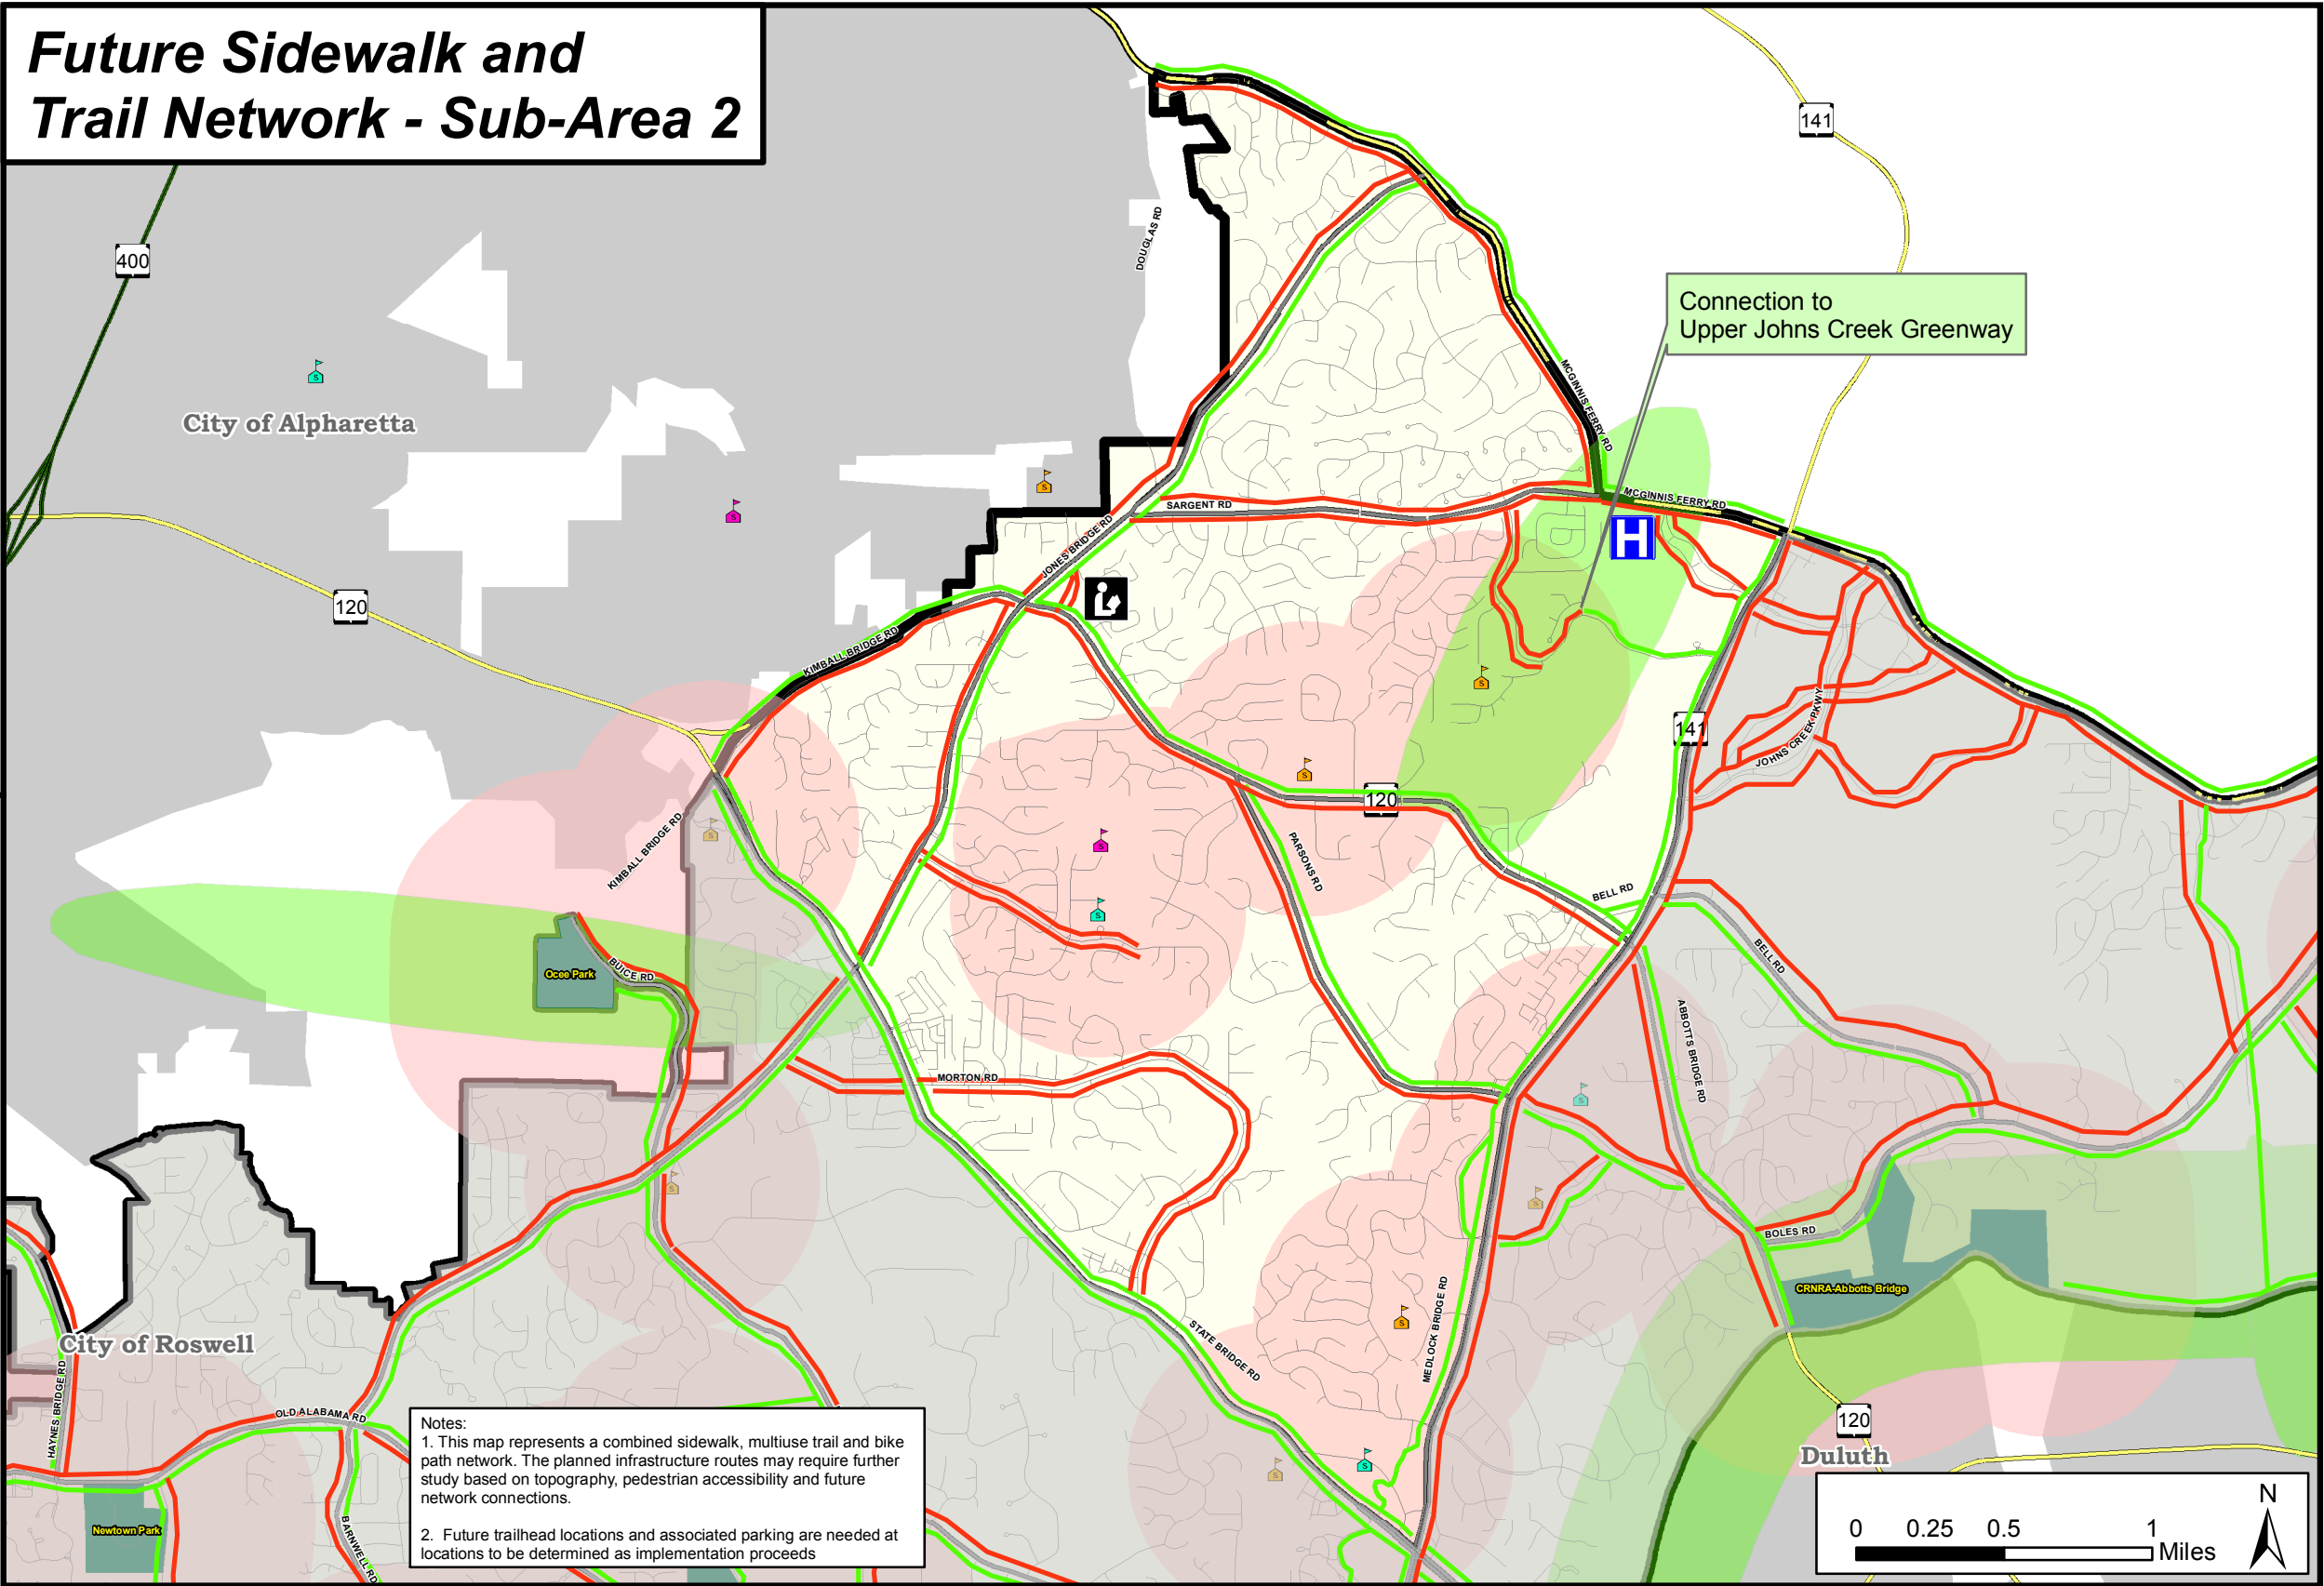 Future Sidewalk and
Trail Network - Sub-Area 2
141
DOUGLAS RD
400
Connection to
Upper Johns Creek Greenway
MCGINNIS FERRY RD
City of Alpharetta
MCGINNIS FERRY RD
SARGENT RD
H
JONES BRIDGE RD
120
KIMBALL BRIDGE RD
141
JOHNS CREEK PKWY
120
KIMBALL BRIDGE RD
PARSONS RD
BELL RD
BELL RD
Ocee Park
BUICE RD
ABBOTTS BRIDGE RD
MORTON RD
BOLES RD
CRNRA-Abbotts Bridge
MEDLOCK BRIDGE RD
STATE BRIDGE RD
City of Roswell
HAYNES BRIDGE RD
OLD ALABAMA RD
120
Duluth
Newtown Park
BARNWELL RD
Notes:
1. This map represents a combined sidewalk, multiuse trail and bike
path network. The planned infrastructure routes may require further
study based on topography, pedestrian accessibility and future
network connections.
2. Future trailhead locations and associated parking are needed at
locations to be determined as implementation proceeds
N
0 0.25 0.5 1
Miles